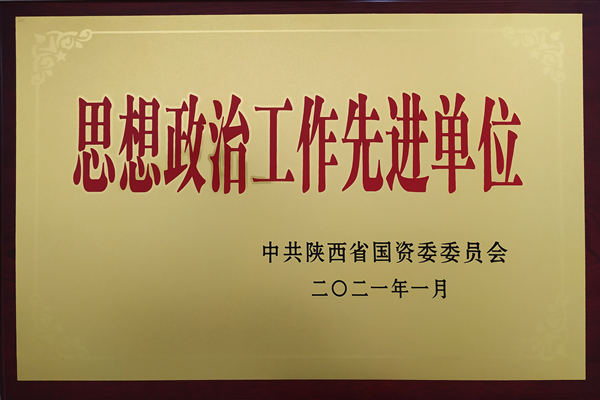 思想政治工作先进单位
中共陕西省国资委委员会
二〇二一年一月